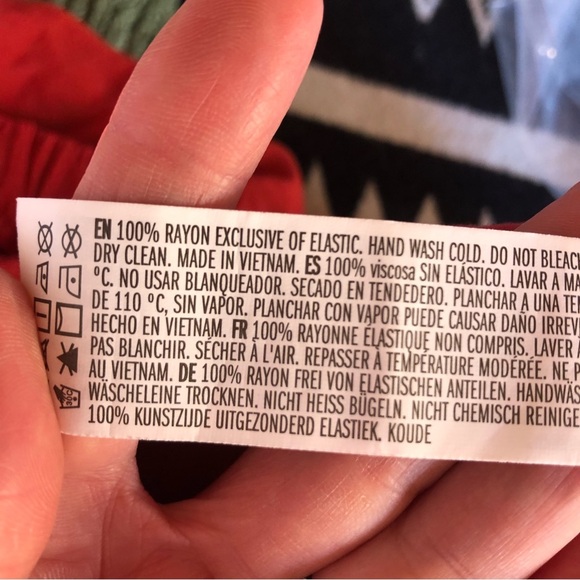 EN 100% RAYON EXCLUSIVE OF ELASTIC. HAND WASH COLD. DO NOT BLEACH
DRY CLEAN. MADE IN VIETNAM. ES 100% viscosa SIN ELÁSTICO. LAVAR A MA
ºC. NO USAR BLANQUEADOR. SECADO EN TENDEDERO. PLANCHAR A UNA TE
DE 110 ºC, SIN VAPOR. PLANCHAR CON VAPOR PUEDE CAUSAR DAÑO IRREV
HECHO EN VIETNAM. FR 100% RAYONNE ÉLASTIQUE NON COMPRIS. LAVER
PAS BLANCHIR. SÉCHER À L'AIR. REPASSER À TEMPÉRATURE MODÉRÉE. NE P
AU VIETNAM. DE 100% RAYON FREI VON ELASTISCHEN ANTEILEN. HANDWÄS
WÄSCHELEINE TROCKNEN. NICHT HEISS BÜGELN. NICHT CHEMISCH REINIGE
100% KUNSTZIJDE UITGEZONDERD ELASTIEK. KOUDE